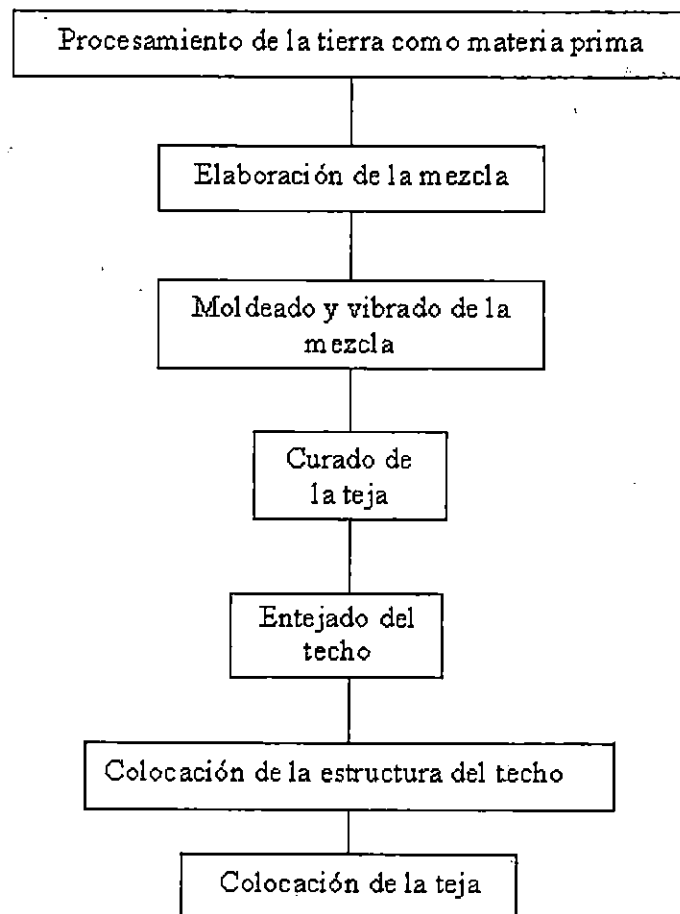 Procesamiento de la tierra como materia prima
Elaboración de la mezcla
Moldeado y vibrado de la
mezcla
Curado de
la teja
Entejado del
techo
Colocación de la estructura del techo
Colocación de la teja